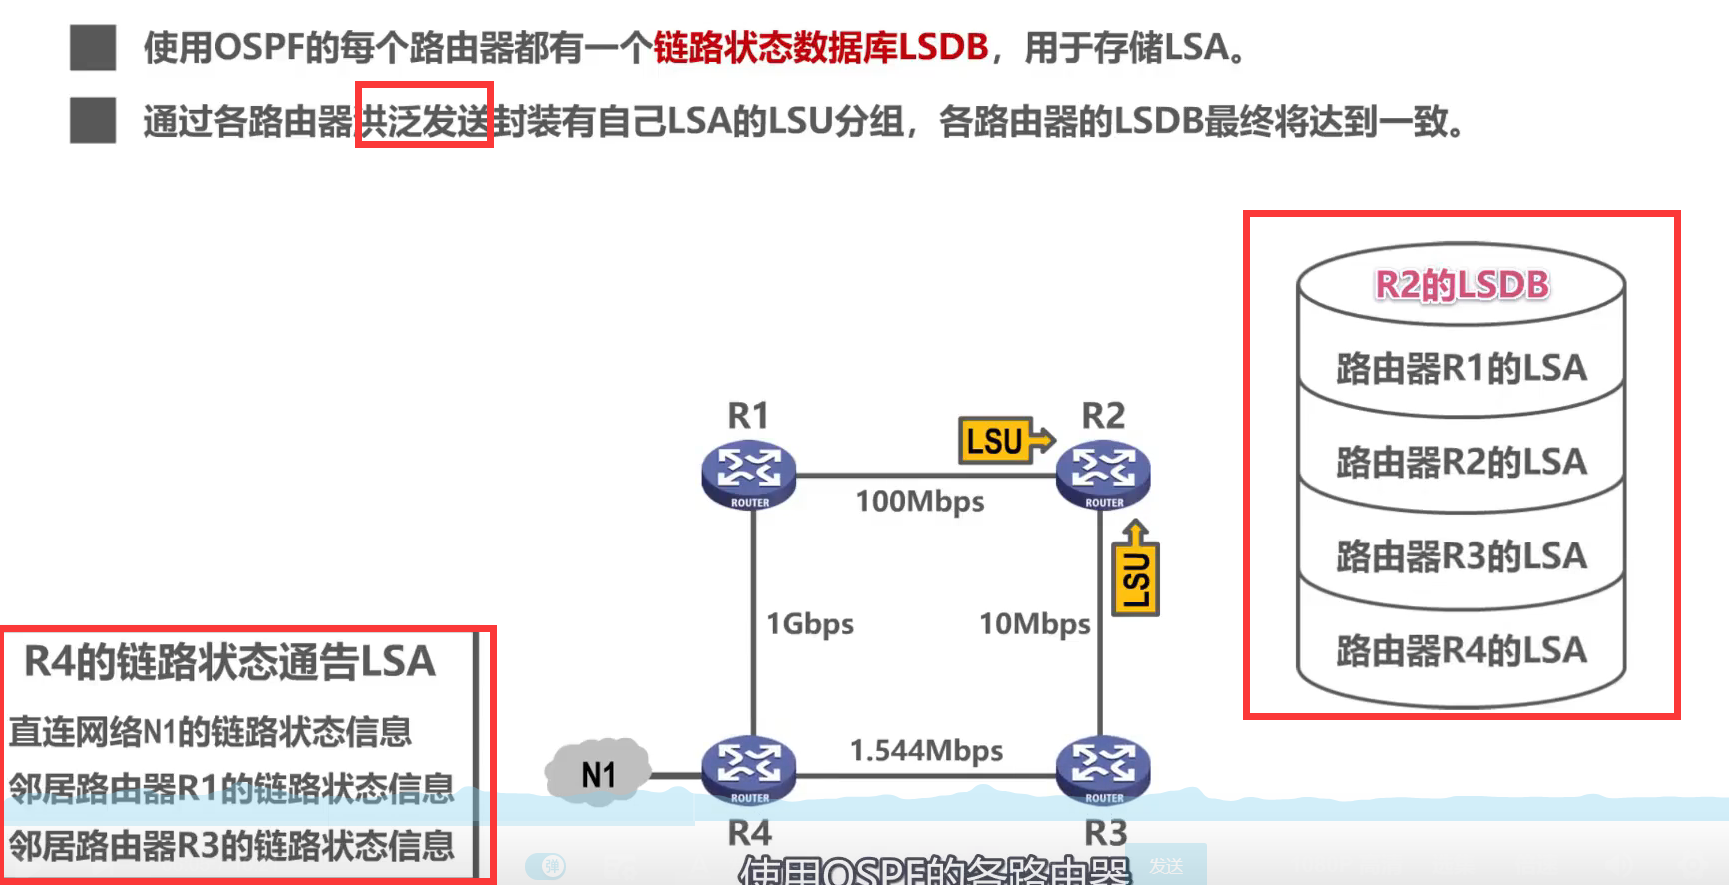 使用OSPF的每个路由器都有一个链路状态数据库LSDB，用于存储LSA。
通过各路由器洪泛发送封装有自己LSA的LSU分组，各路由器的LSDB最终将达到一致。
R2的LSDB
路由器R1的LSA
路由器R2的LSA
路由器R3的LSA
路由器R4的LSA
R1
LSU
R2
ROUTER
ROUTER
100Mbps
LSU
1Gbps
10Mbps
R4的链路状态通告LSA
直连网络N1的链路状态信息
邻居路由器R1的链路状态信息
邻居路由器R3的链路状态信息
N1
1.544Mbps
ROUTER
ROUTER
R4
R3
弹
使用OSPF的各路由器
发送